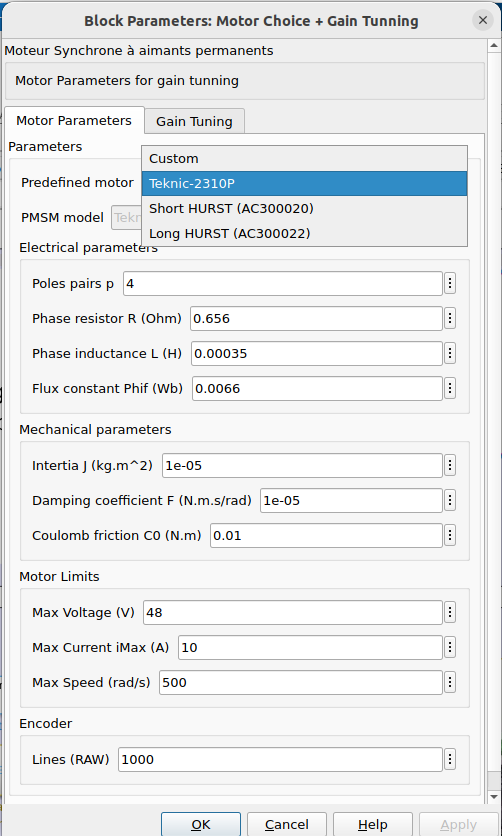 Block Parameters: Motor Choice + Gain Tunning
Moteur Synchrone à aimants permanents
Motor Parameters for gain tunning
Motor Parameters
Gain Tuning
Parameters
Predefined motor
Custom
Teknic-2310P
Short HURST (AC300020)
Long HURST (AC300022)
PMSM model
Electrical parameters
Poles pairs p 4
Phase resistor R (Ohm) 0.656
Phase inductance L (H) 0.00035
Flux constant Phif (Wb) 0.0066
Mechanical parameters
Intertia J (kg.m^2) 1e-05
Damping coefficient F (N.m.s/rad) 1e-05
Coulomb friction C0 (N.m) 0.01
Motor Limits
Max Voltage (V) 48
Max Current iMax (A) 10
Max Speed (rad/s) 500
Encoder
Lines (RAW) 1000
OK
Cancel
Help
Apply